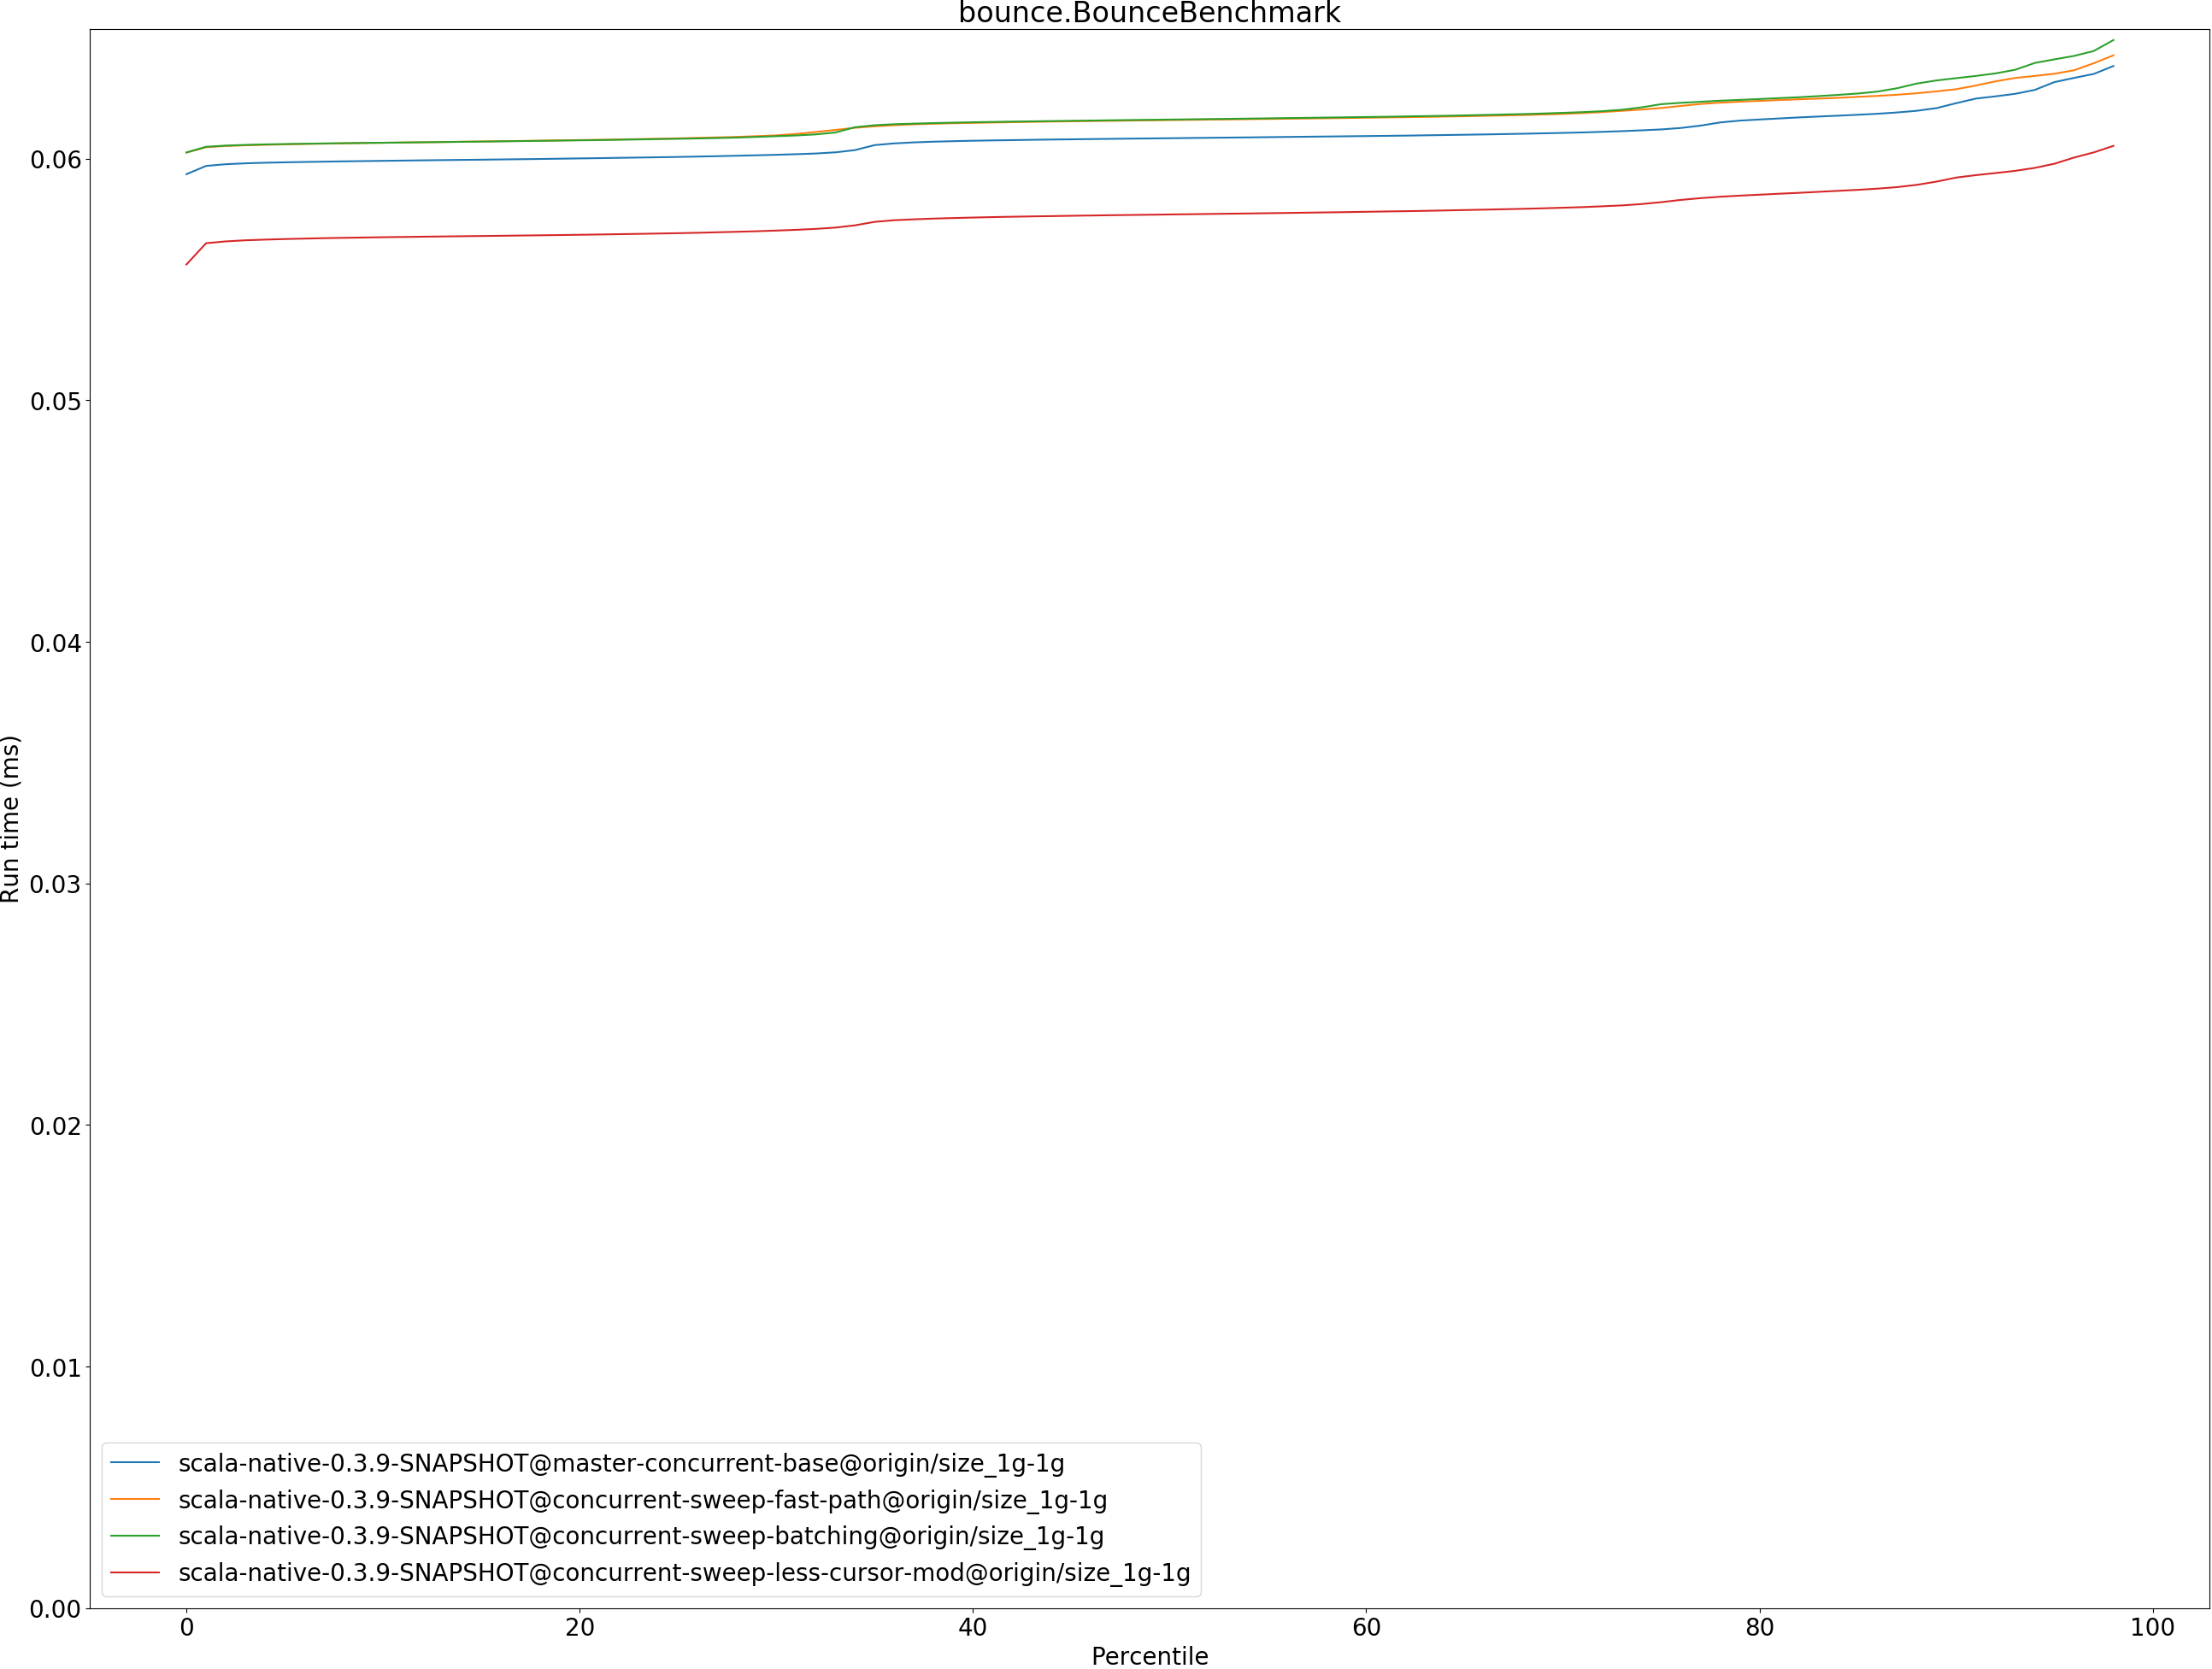 bounce.BounceBenchmark
Run time (ms)
0.06
0.05
0.04
0.03
0.02
0.01
0.00
scala-native-0.3.9-SNAPSHOT@master-concurrent-base@origin/size_1g-1g
scala-native-0.3.9-SNAPSHOT@concurrent-sweep-fast-path@origin/size_1g-1g
scala-native-0.3.9-SNAPSHOT@concurrent-sweep-batching@origin/size_1g-1g
scala-native-0.3.9-SNAPSHOT@concurrent-sweep-less-cursor-mod@origin/size_1g-1g
0 20 40 60 80 100
Percentile